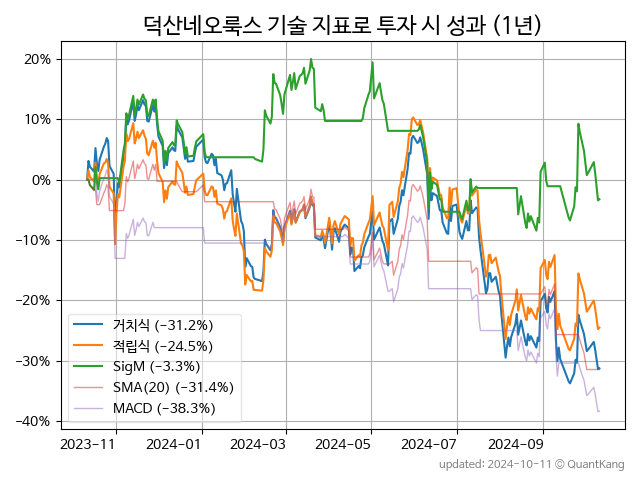 덕산네오룩스 기술 지표로 투자 시 성과 (1년)
20%
10%
0%
−10%
−20%
−30%
−40%
거치식 (−31.2%)
적립식 (−24.5%)
SigM (−3.3%)
SMA(20) (−31.4%)
MACD (−38.3%)
2023−11 2024−01 2024−03 2024−05 2024−07 2024−09
updated: 2024−10−11 © QuantKang